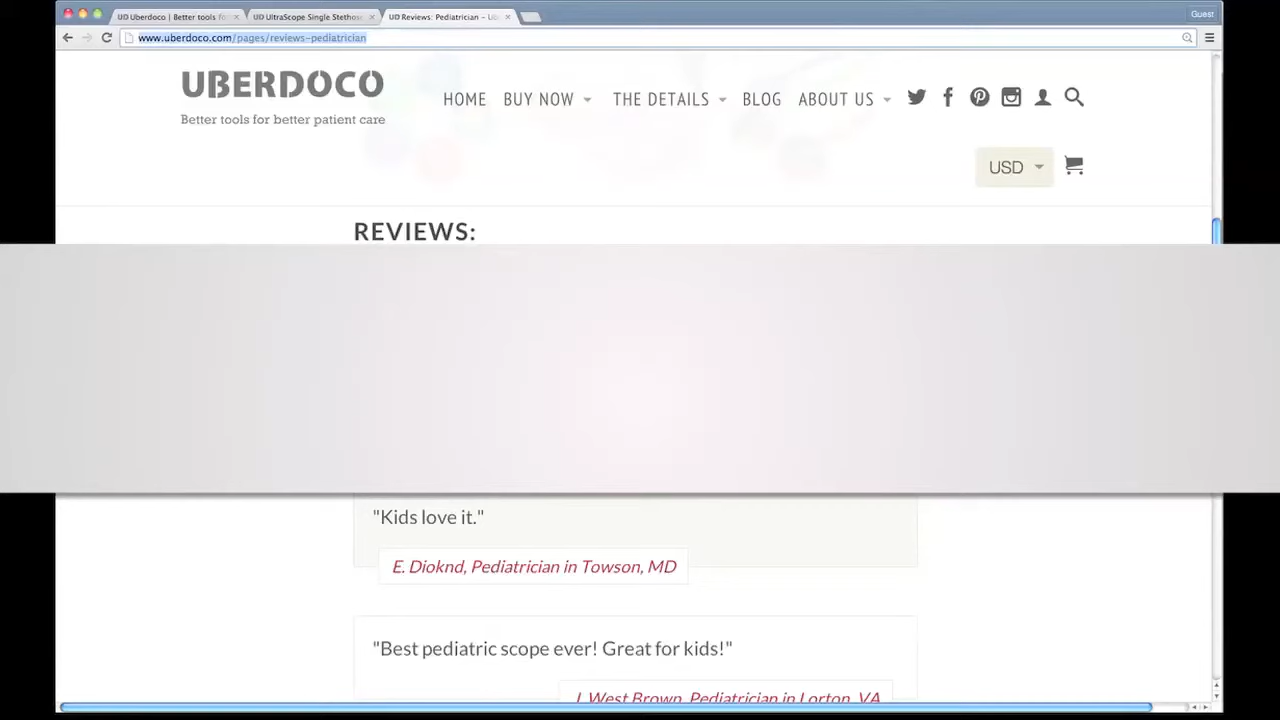 UD Uberdoco | Better tools fo
UD UltraScope Single Stethos
UD Reviews: Pediatrician – Ub
Guest
www.uberdoco.com/pages/reviews-pediatrician
UBERDOCO
Better tools for better patient care
HOME BUY NOW THE DETAILS BLOG ABOUT US
USD
REVIEWS:
"Kids love it."
E. Dioknd, Pediatrician in Towson, MD
"Best pediatric scope ever! Great for kids!"
J. West Brown, Pediatrician in Lorton, VA